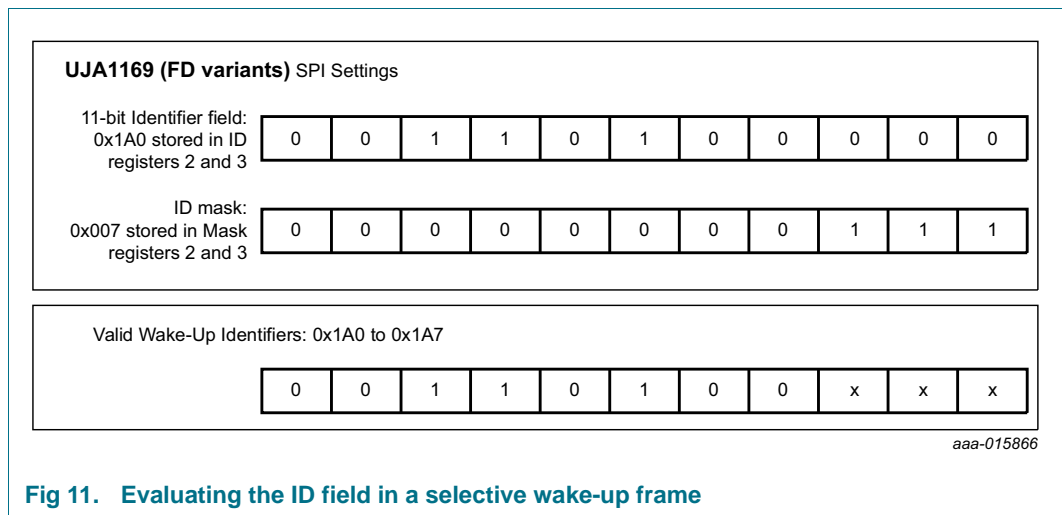 UJA1169 (FD variants) SPI Settings
11-bit Identifier field:
0x1A0 stored in ID
registers 2 and 3
0 0 1 1 0 1 0 0 0 0 0
ID mask:
0x007 stored in Mask
registers 2 and 3
0 0 0 0 0 0 0 0 1 1 1
Valid Wake-Up Identifiers: 0x1A0 to 0x1A7
0 0 1 1 0 1 0 0 x x x
aaa-015866
Fig 11. Evaluating the ID field in a selective wake-up frame